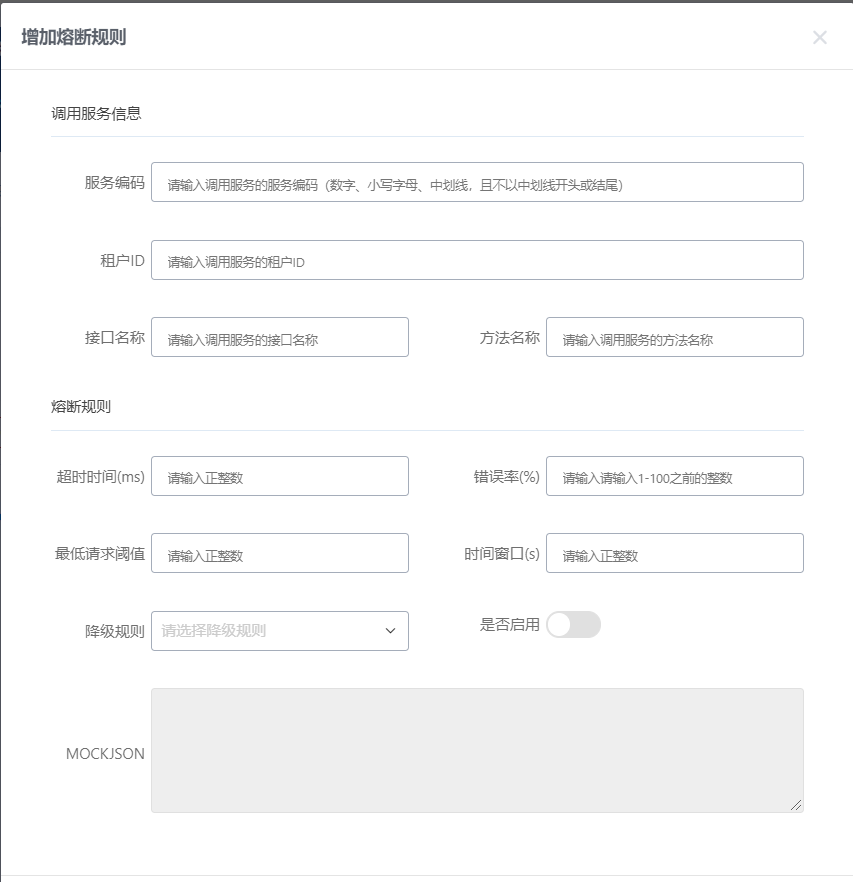 增加熔断规则
调用服务信息
服务编码 请输入调用服务的服务编码（数字、小写字母、中划线，且不以中划线开头或结尾）
租户ID 请输入调用服务的租户ID
接口名称 请输入调用服务的接口名称 方法名称 请输入调用服务的方法名称
熔断规则
超时时间(ms) 请输入正整数 错误率(%) 请输入请输入1-100之前的整数
最低请求阈值 请输入正整数 时间窗口(s) 请输入正整数
降级规则 请选择降级规则 是否启用
MOCKJSON